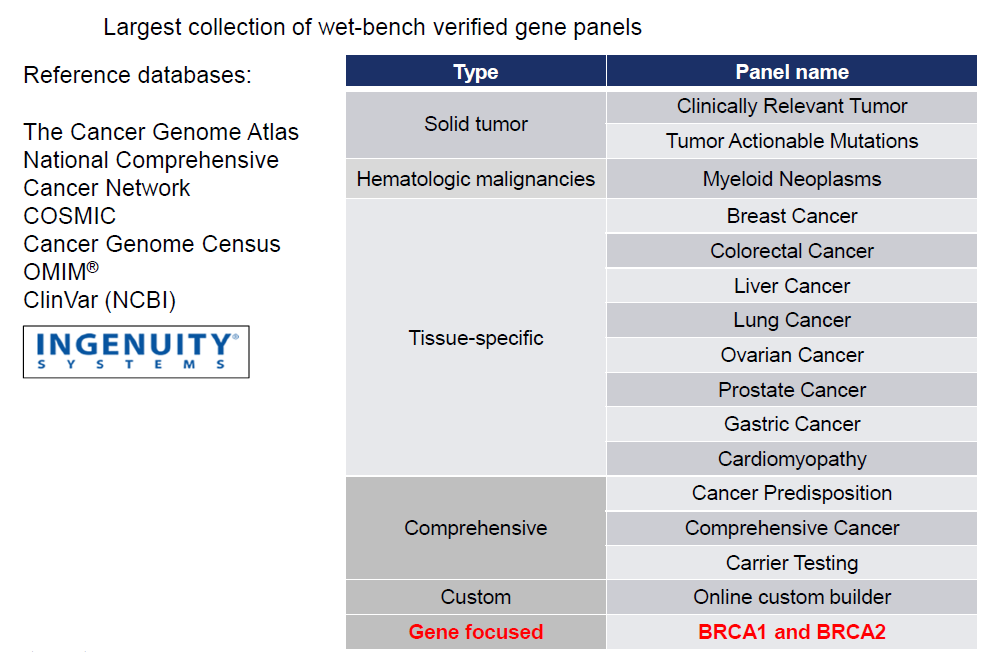 Largest collection of wet-bench verified gene panels
Reference databases:
The Cancer Genome Atlas
National Comprehensive
Cancer Network
COSMIC
Cancer Genome Census
OMIM®
ClinVar (NCBI)
INGENUITY®
SYSTEMS
Type Panel name
Solid tumor
Clinically Relevant Tumor
Tumor Actionable Mutations
Hematologic malignancies Myeloid Neoplasms
Tissue-specific
Breast Cancer
Colorectal Cancer
Liver Cancer
Lung Cancer
Ovarian Cancer
Prostate Cancer
Gastric Cancer
Cardiomyopathy
Comprehensive
Cancer Predisposition
Comprehensive Cancer
Carrier Testing
Custom Online custom builder
Gene focused BRCA1 and BRCA2